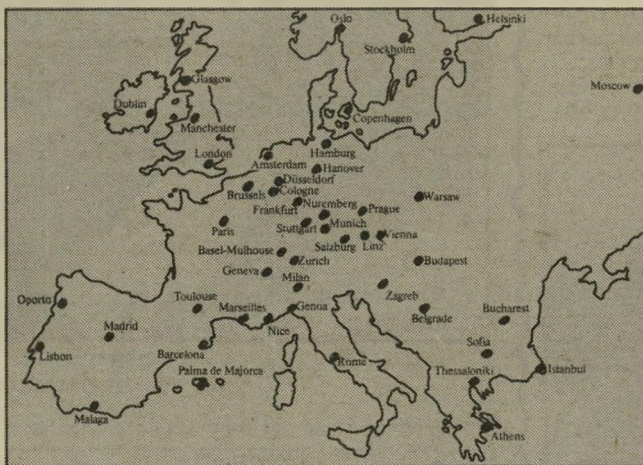 Oslo
Helsinki
Stockholm
Glasgow
Moscow
Dublin
Copenhagen
Manchester
Hamburg
London
Amsterdam
Hanover
Düsseldorf
Brussels
Cologne
Warsaw
Frankfurt
Nuremberg
Prague
Paris
Stuttgart
Munich
Vienna
Salzburg
Linz
Basel-Mulhouse
Zurich
Budapest
Geneva
Milan
Zagreb
Oporto
Toulouse
Marseilles
Genoa
Bucharest
Belgrade
Madrid
Nice
Lisbon
Barcelona
Rome
Sofia
Palma de Majorca
Thessaloniki
Istanbul
Malaga
Athens